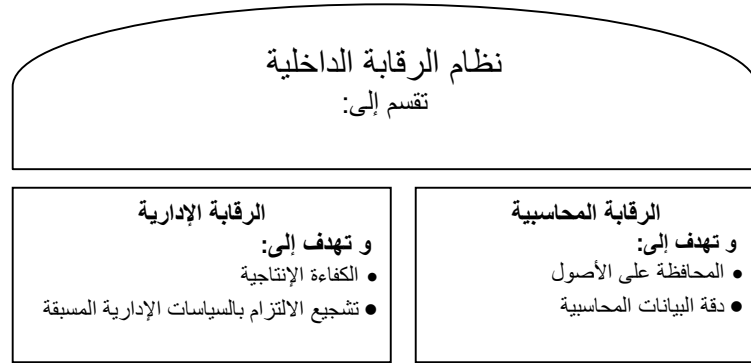 نظام الرقابة الداخلية
تقسم إلى:
الرقابة المحاسبية
و تهدف إلى:
• المحافظة على الأصول
• دقة البيانات المحاسبية
الرقابة الإدارية
و تهدف إلى:
• الكفاءة الإنتاجية
• تشجيع الالتزام بالسياسات الإدارية المسبقة